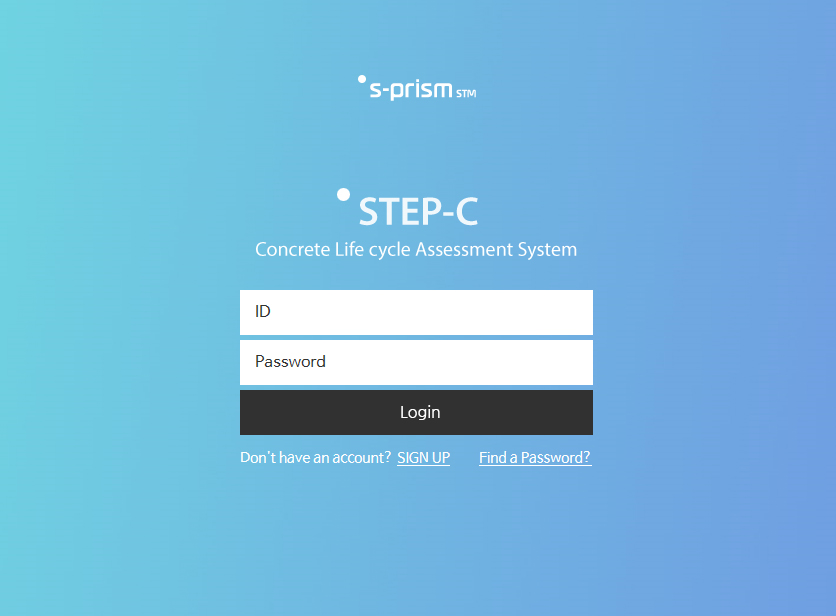 s-prism STM
STEP-C
Concrete Life cycle Assessment System
ID
Password
Login
Don't have an account? SIGN UP Find a Password?